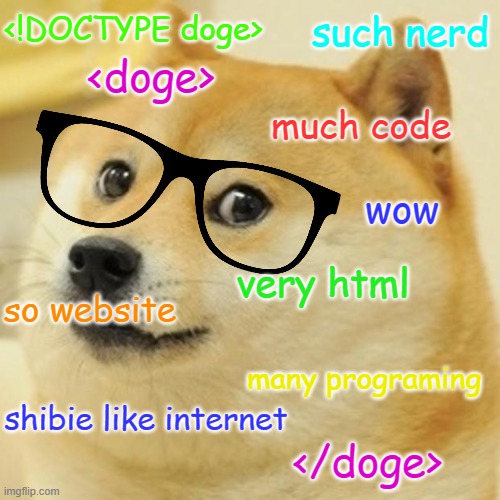 <!DOCTYPE doge>
such nerd
<doge>
much code
wow
very html
so website
many programing
shibie like internet
</doge>
imgflip.com